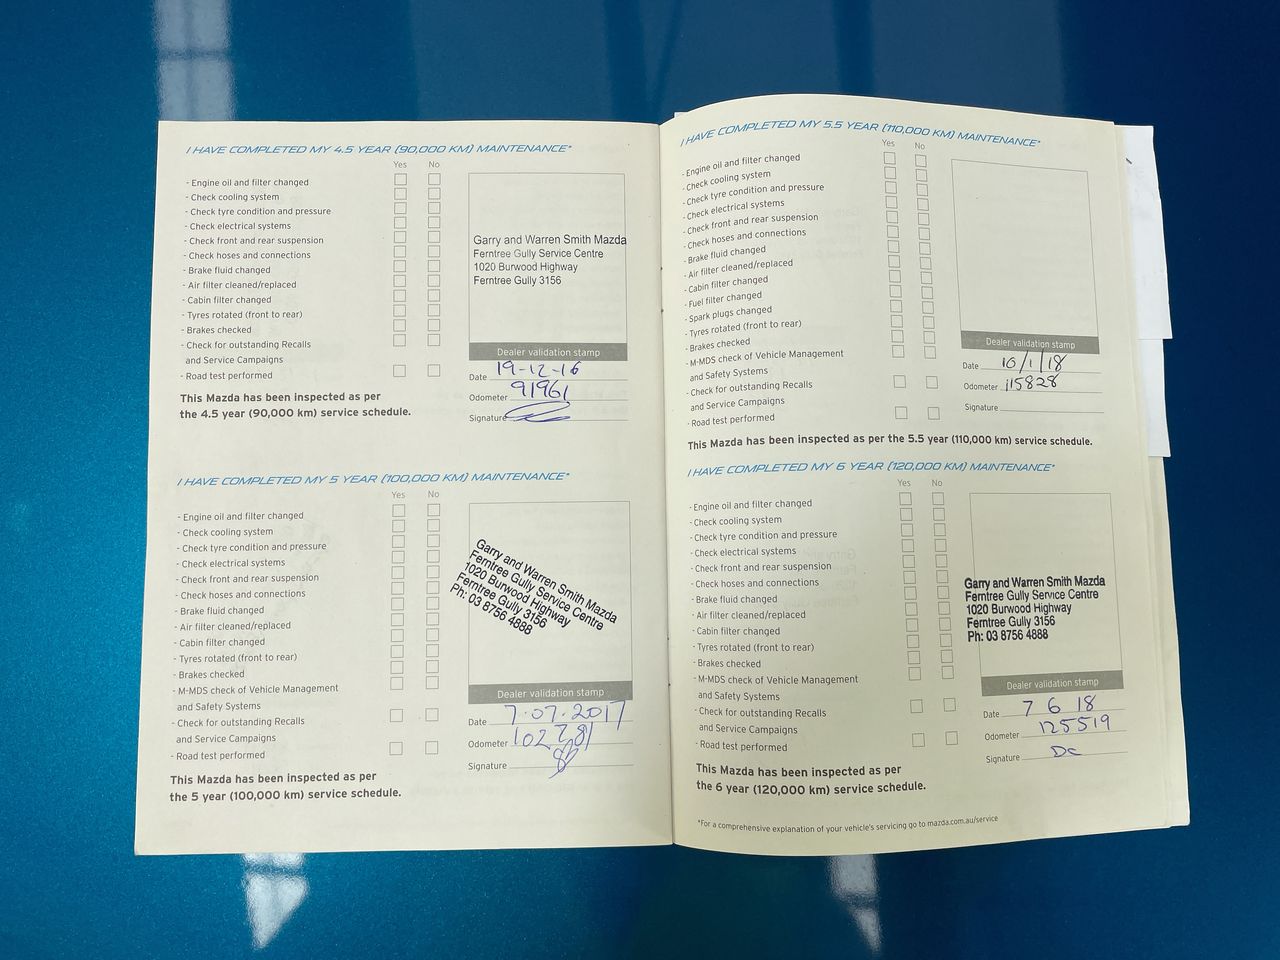 I HAVE COMPLETED MY 4.5 YEAR (90,000 KM) MAINTENANCE*
Yes No
- Engine oil and filter changed
- Check cooling system
- Check tyre condition and pressure
- Check electrical systems
- Check front and rear suspension
- Check hoses and connections
- Brake fluid changed
- Air filter cleaned/replaced
- Cabin filter changed
- Tyres rotated (front to rear)
- Brakes checked
- Check for outstanding Recalls
and Service Campaigns
- Road test performed
This Mazda has been inspected as per
the 4.5 year (90,000 km) service schedule.
Garry and Warren Smith Mazda
Ferntree Gully Service Centre
1020 Burwood Highway
Ferntree Gully 3156
Dealer validation stamp
Date 19-12-16
Odometer 91961
Signature
I HAVE COMPLETED MY 5 YEAR (100,000 KM) MAINTENANCE*
Yes No
- Engine oil and filter changed
- Check cooling system
- Check tyre condition and pressure
- Check electrical systems
- Check front and rear suspension
- Check hoses and connections
- Brake fluid changed
- Air filter cleaned/replaced
- Cabin filter changed
- Tyres rotated (front to rear)
- Brakes checked
- M-MDS check of Vehicle Management
and Safety Systems
- Check for outstanding Recalls
and Service Campaigns
- Road test performed
This Mazda has been inspected as per
the 5 year (100,000 km) service schedule.
Garry and Warren Smith Mazda
Ferntree Gully Service Centre
1020 Burwood Highway
Ferntree Gully 3156
Ph: 03 8756 4888
Dealer validation stamp
Date 7.07.2017
Odometer 102781
Signature
I HAVE COMPLETED MY 5.5 YEAR (110,000 KM) MAINTENANCE*
Yes No
- Engine oil and filter changed
- Check cooling system
- Check tyre condition and pressure
- Check electrical systems
- Check front and rear suspension
- Check hoses and connections
- Brake fluid changed
- Air filter cleaned/replaced
- Cabin filter changed
- Fuel filter changed
- Spark plugs changed
- Tyres rotated (front to rear)
- Brakes checked
- M-MDS check of Vehicle Management
and Safety Systems
- Check for outstanding Recalls
and Service Campaigns
- Road test performed
Dealer validation stamp
Date 10/1/18
Odometer 115828
Signature
This Mazda has been inspected as per the 5.5 year (110,000 km) service schedule.
I HAVE COMPLETED MY 6 YEAR (120,000 KM) MAINTENANCE*
Yes No
- Engine oil and filter changed
- Check cooling system
- Check tyre condition and pressure
- Check electrical systems
- Check front and rear suspension
- Check hoses and connections
- Brake fluid changed
- Air filter cleaned/replaced
- Cabin filter changed
- Tyres rotated (front to rear)
- Brakes checked
- M-MDS check of Vehicle Management
and Safety Systems
- Check for outstanding Recalls
and Service Campaigns
- Road test performed
This Mazda has been inspected as per
the 6 year (120,000 km) service schedule.
Garry and Warren Smith Mazda
Ferntree Gully Service Centre
1020 Burwood Highway
Ferntree Gully 3156
Ph: 03 8756 4888
Dealer validation stamp
Date 7 6 18
Odometer 125519
Signature DC
*For a comprehensive explanation of your vehicle's servicing go to mazda.com.au/service